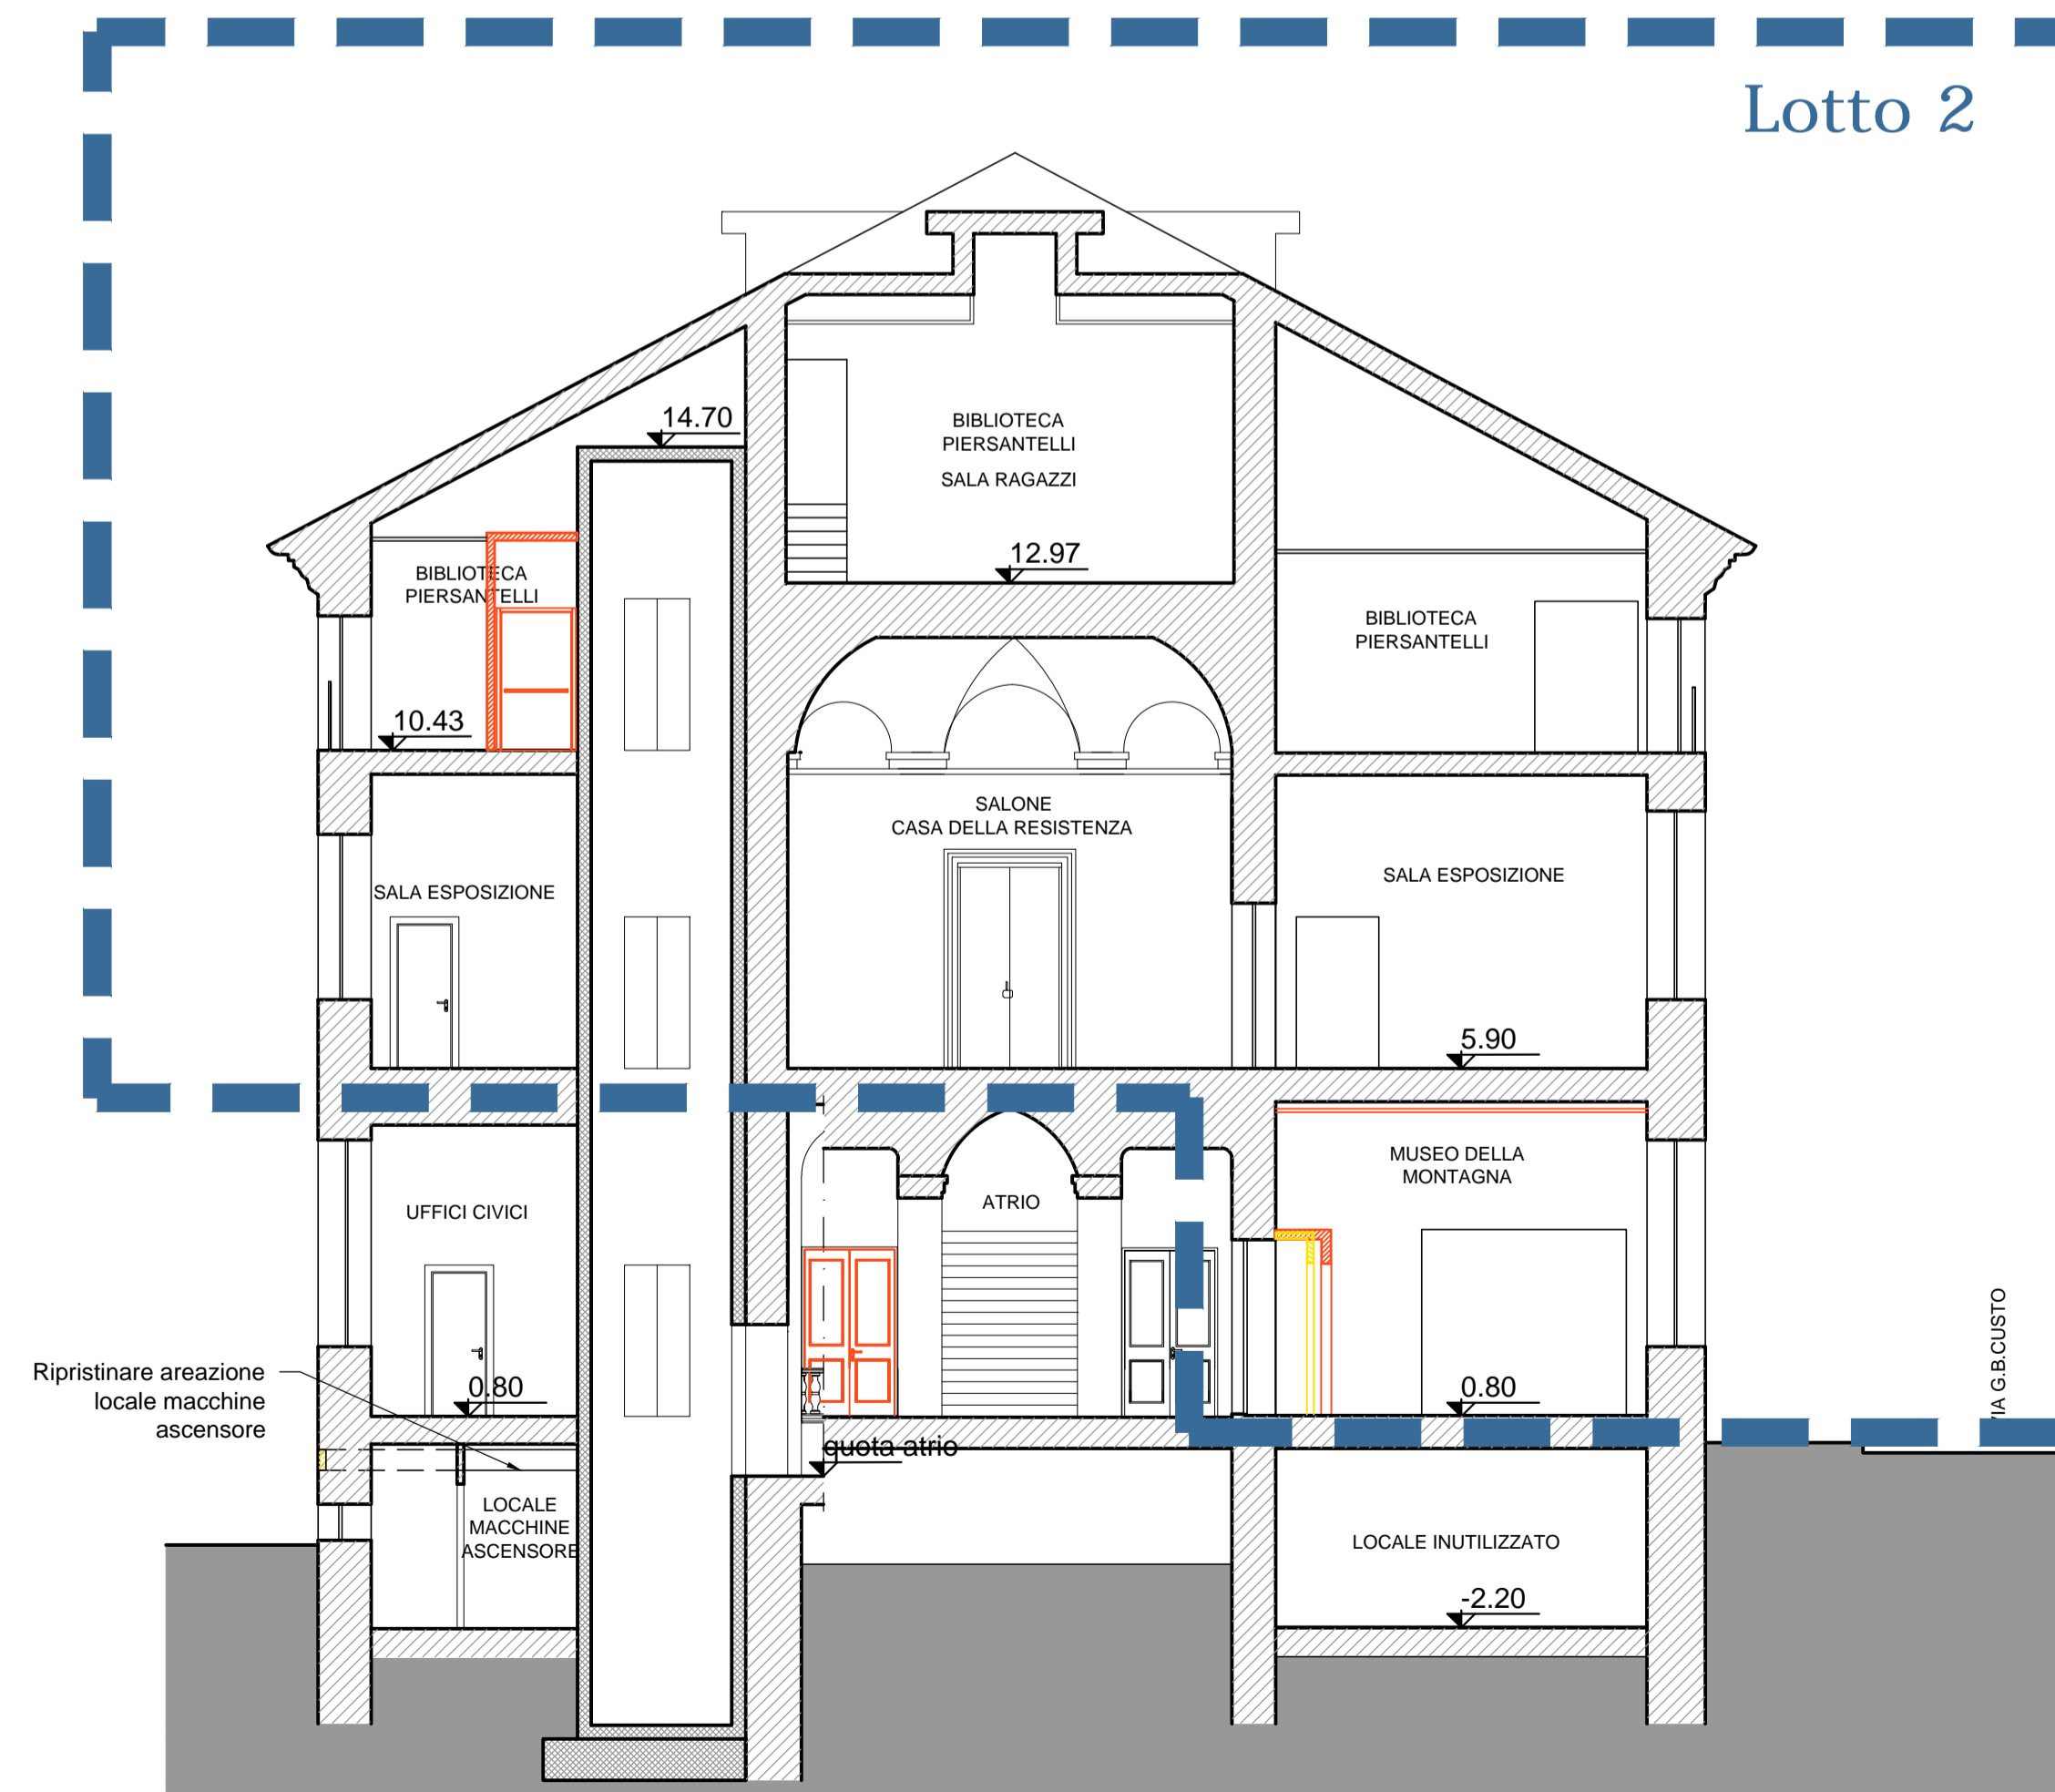 Lotto 2
14.70
BIBLIOTECA
PIERSANTELLI
SALA RAGAZZI
12.97
BIBLIOTECA
PIERSANTELLI
BIBLIOTECA
PIERSANTELLI
10.43
SALONE
CASA DELLA RESISTENZA
SALA ESPOSIZIONE
SALA ESPOSIZIONE
5.90
MUSEO DELLA
MONTAGNA
UFFICI CIVICI
ATRIO
VIA G.B.CUSTO
Ripristinare areazione
locale macchine
ascensore
0.80
0.80
quota atrio
LOCALE
MACCHINE
ASCENSORE
LOCALE INUTILIZZATO
-2.20